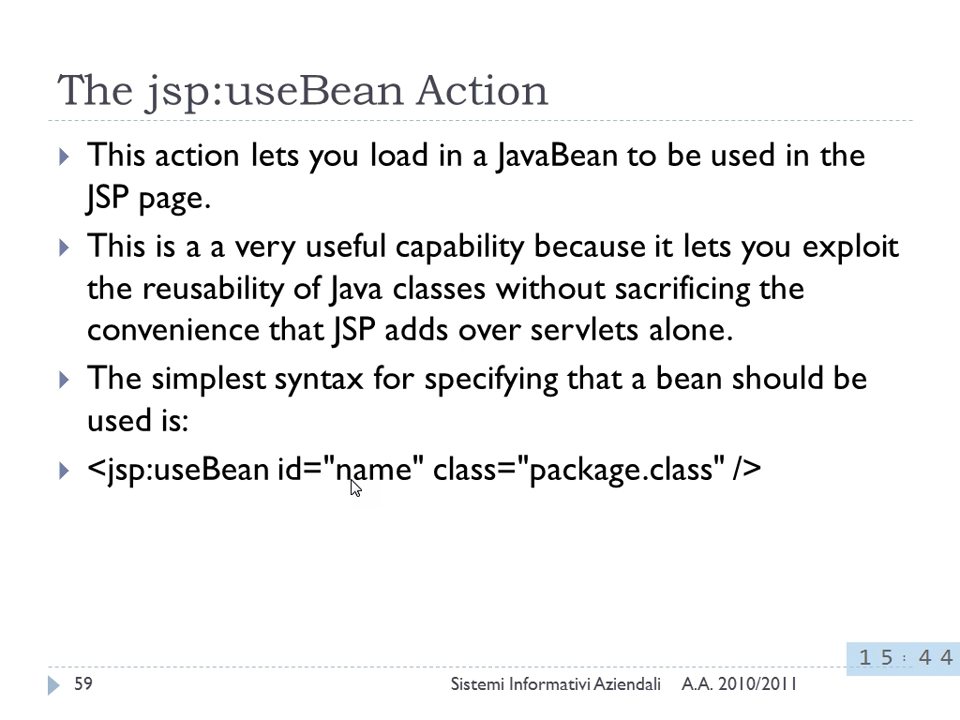 The jsp:useBean Action
This action lets you load in a JavaBean to be used in the
JSP page.
This is a a very useful capability because it lets you exploit
the reusability of Java classes without sacrificing the
convenience that JSP adds over servlets alone.
The simplest syntax for specifying that a bean should be
used is:
<jsp:useBean id="name" class="package.class" />
15:44
59 Sistemi Informativi Aziendali A.A. 2010/2011